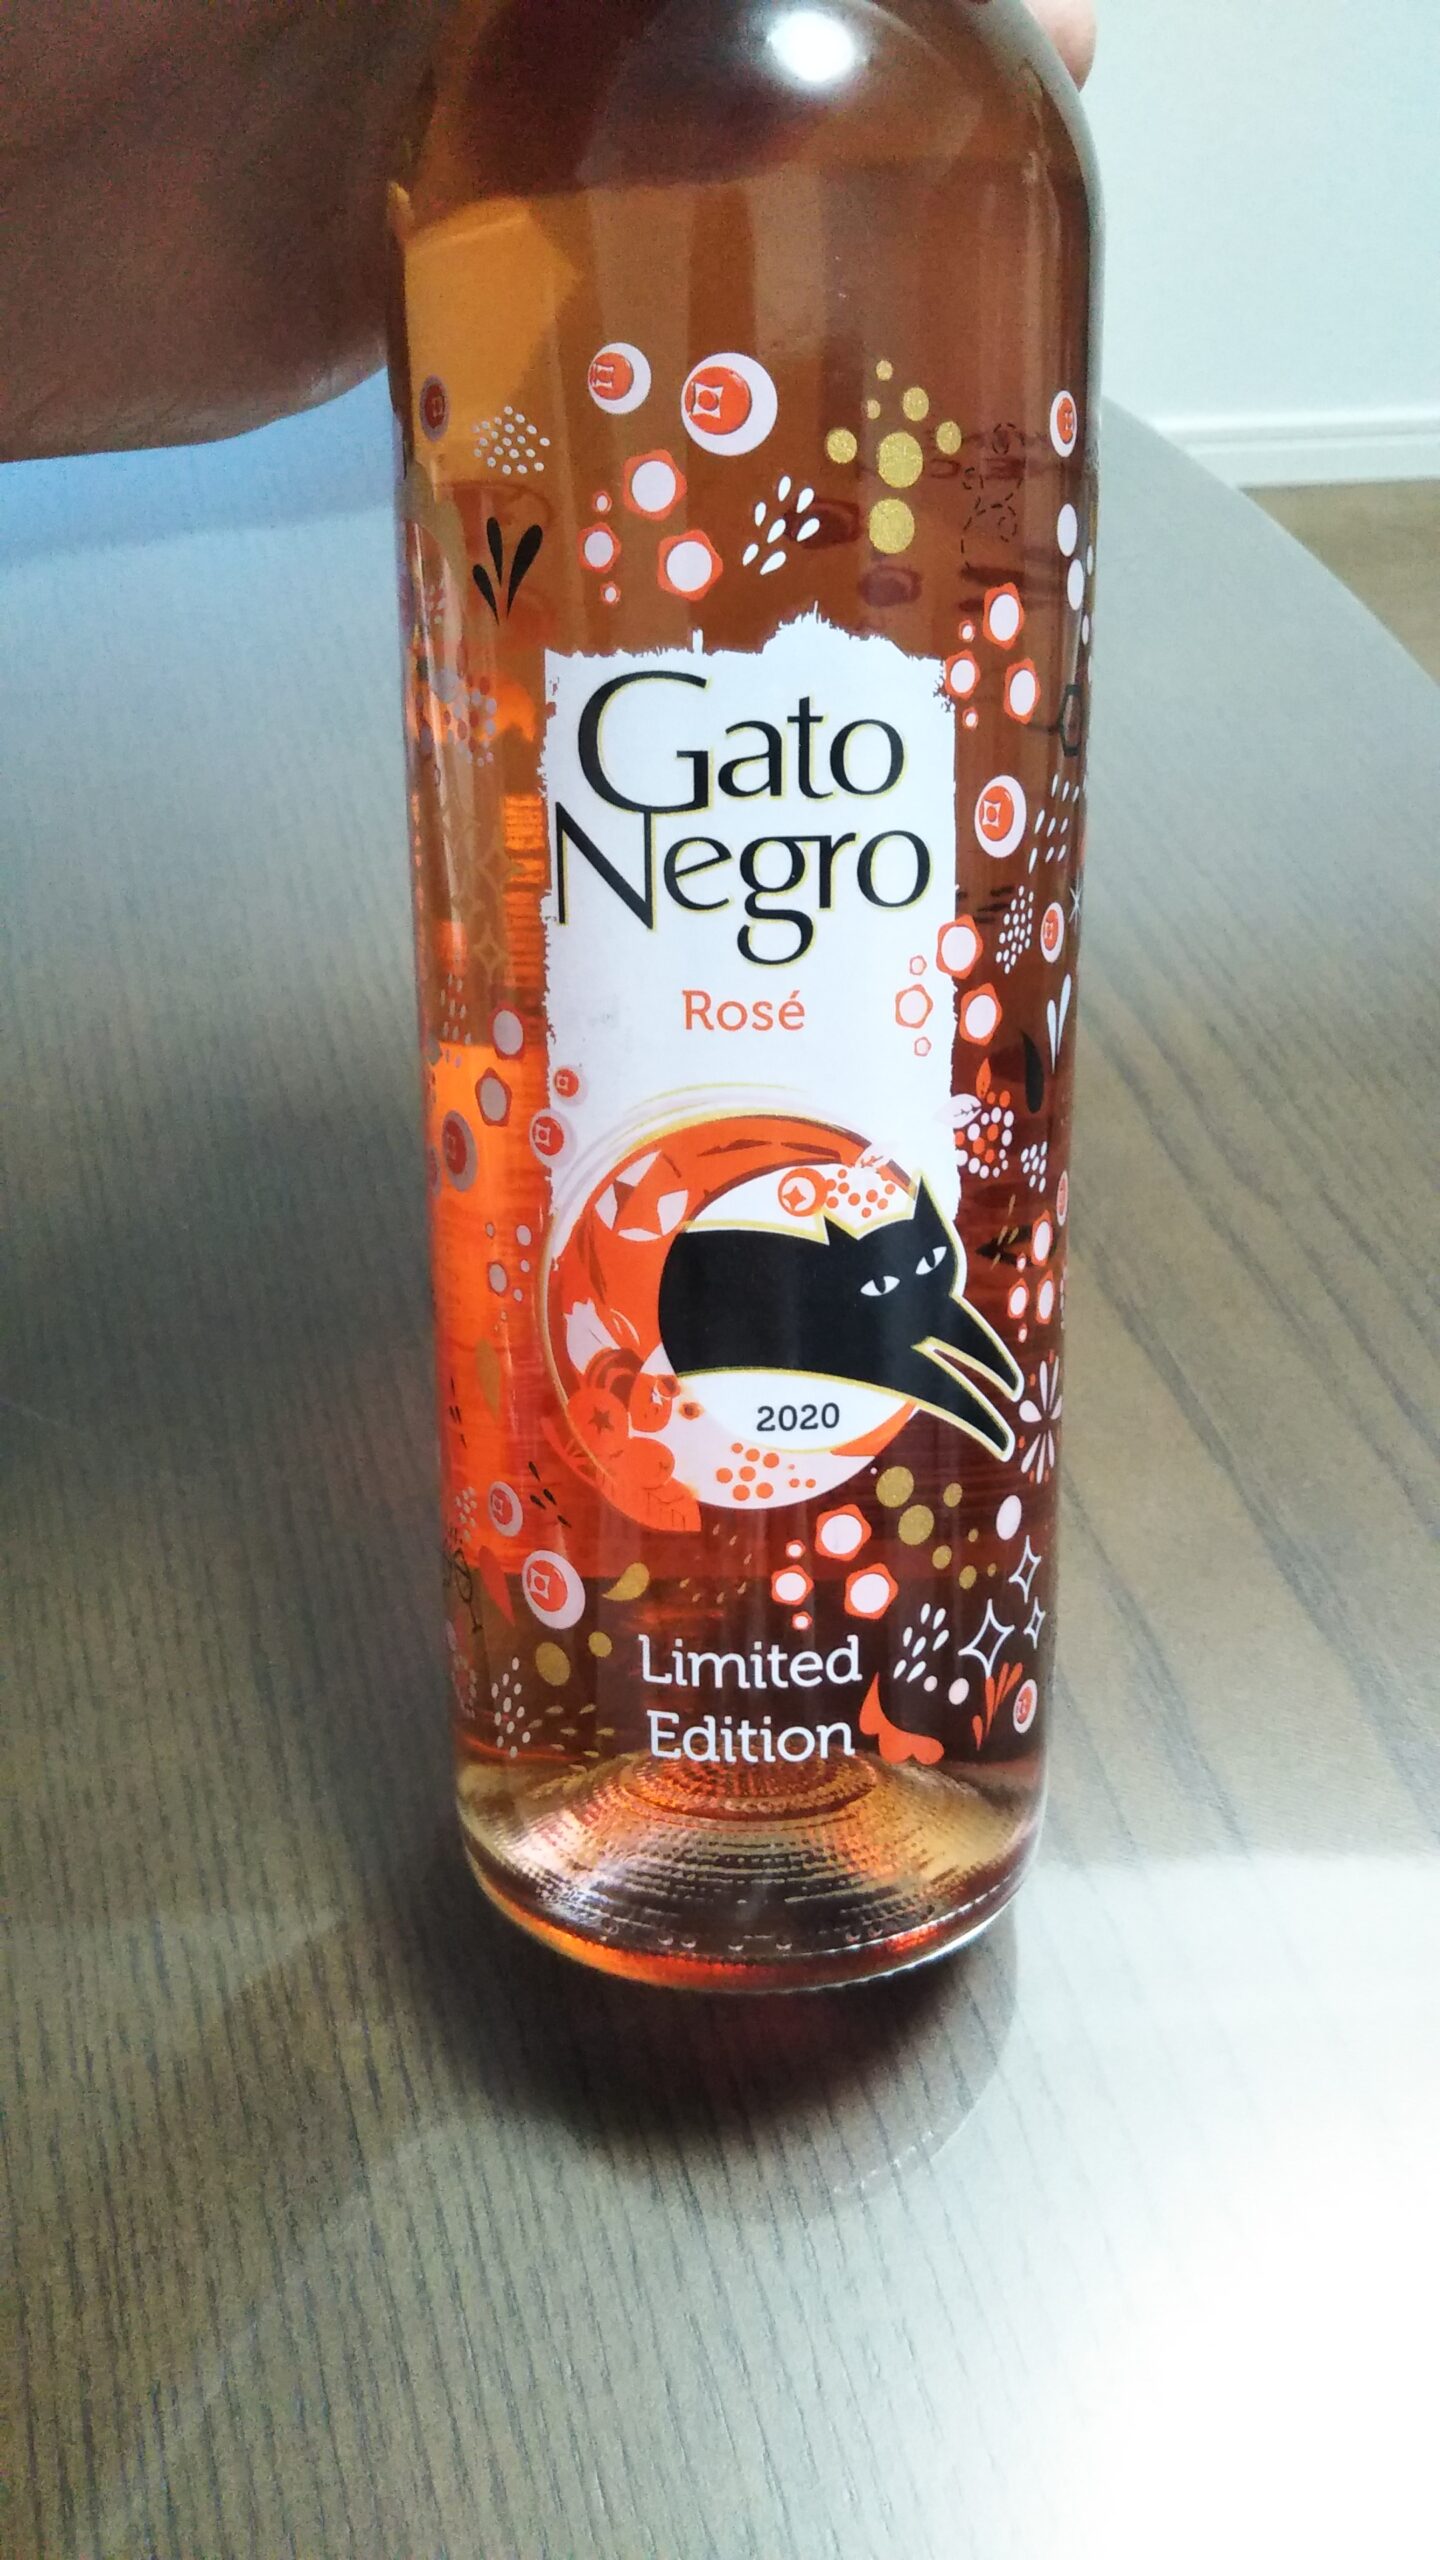 Gato
Negro
Rosé
2020
Limited
Edition